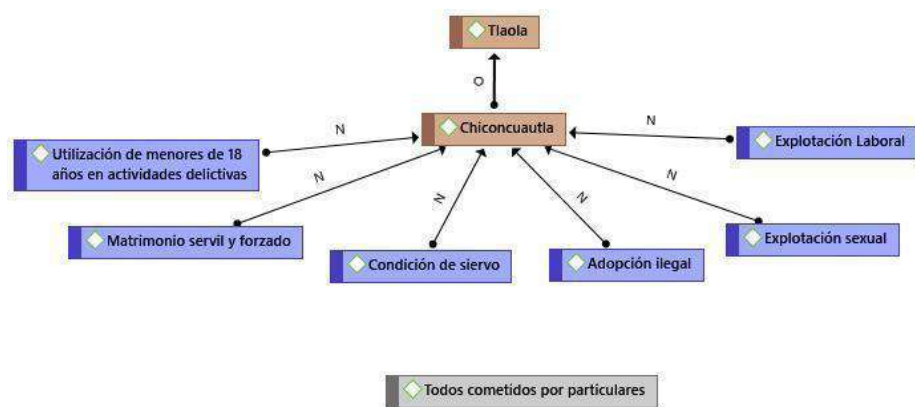 Tlaola
O
Chiconcuautla
N
N
Utilización de menores de 18
años en actividades delictivas
Explotación Laboral
N
N
N
N
Matrimonio servil y forzado
Explotación sexual
Condición de siervo
Adopción ilegal
Todos cometidos por particulares